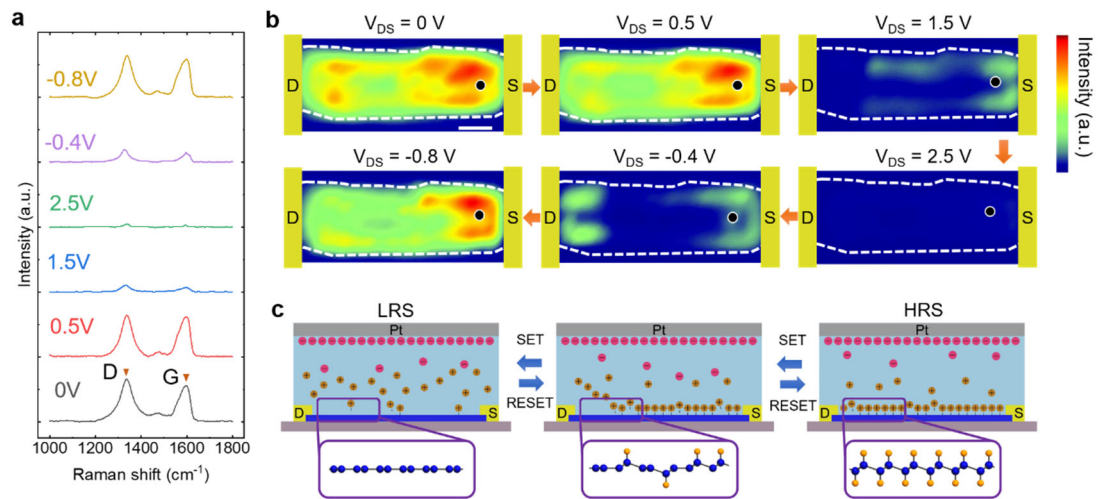 a
-0.8V
-0.4V
2.5V
1.5V
0.5V
0V
D
G
Intensity (a.u.)
1000 1200 1400 1600 1800
Raman shift (cm⁻¹)
b
V_DS = 0 V
V_DS = 0.5 V
V_DS = 1.5 V
D S
D S
D S
V_DS = -0.8 V
V_DS = -0.4 V
V_DS = 2.5 V
D S
D S
D S
Intensity (a.u.)
c
LRS
HRS
Pt
Pt
Pt
SET
RESET
SET
RESET
D S
D S
D S